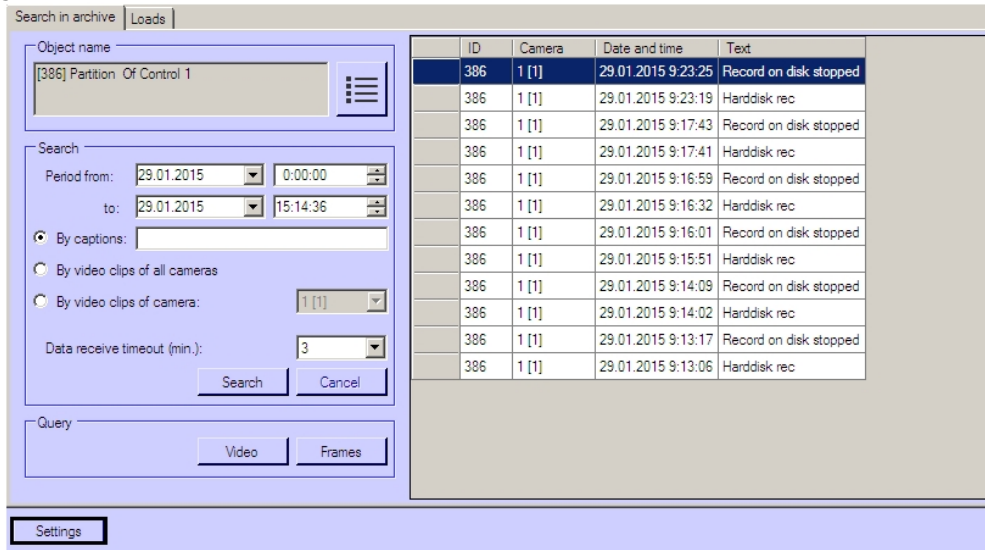 Search in archive Loads
Object name
[386] Partition Of Control 1
Search
Period from: 29.01.2015 0:00:00
to: 29.01.2015 15:14:36
By captions:
By video clips of all cameras
By video clips of camera: 1 [1]
Data receive timeout (min.): 3
Search Cancel
Query
Video Frames
ID Camera Date and time Text
386 1 [1] 29.01.2015 9:23:25 Record on disk stopped
386 1 [1] 29.01.2015 9:23:19 Harddisk rec
386 1 [1] 29.01.2015 9:17:43 Record on disk stopped
386 1 [1] 29.01.2015 9:17:41 Harddisk rec
386 1 [1] 29.01.2015 9:16:59 Record on disk stopped
386 1 [1] 29.01.2015 9:16:32 Harddisk rec
386 1 [1] 29.01.2015 9:16:01 Record on disk stopped
386 1 [1] 29.01.2015 9:15:51 Harddisk rec
386 1 [1] 29.01.2015 9:14:09 Record on disk stopped
386 1 [1] 29.01.2015 9:14:02 Harddisk rec
386 1 [1] 29.01.2015 9:13:17 Record on disk stopped
386 1 [1] 29.01.2015 9:13:06 Harddisk rec
Settings